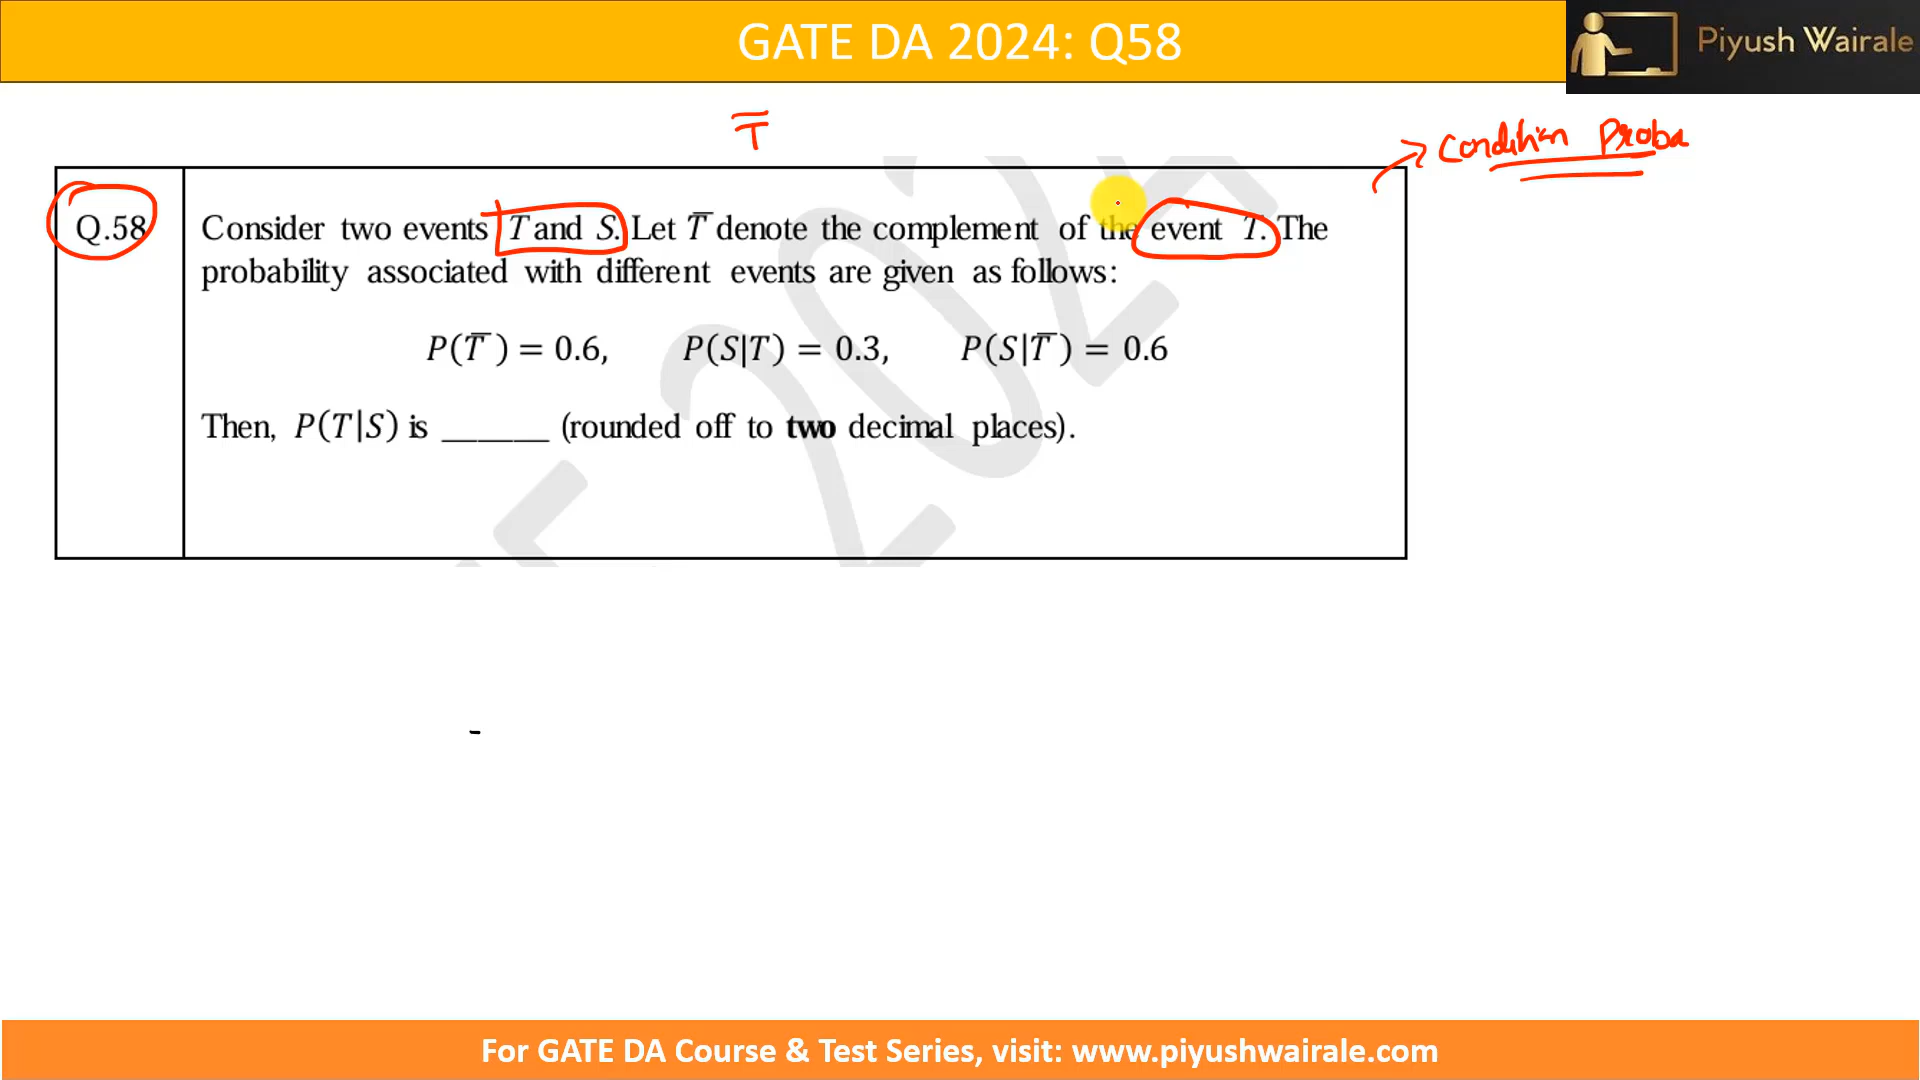 GATE DA 2024: Q58
Piyush Wairale
T̅
Condition Proba
Q.58
Consider two events T and S. Let T̅ denote the complement of the event T. The
probability associated with different events are given as follows:
P(T̅) = 0.6, P(S|T) = 0.3, P(S|T̅) = 0.6
Then, P(T|S) is ______ (rounded off to two decimal places).
For GATE DA Course & Test Series, visit: www.piyushwairale.com